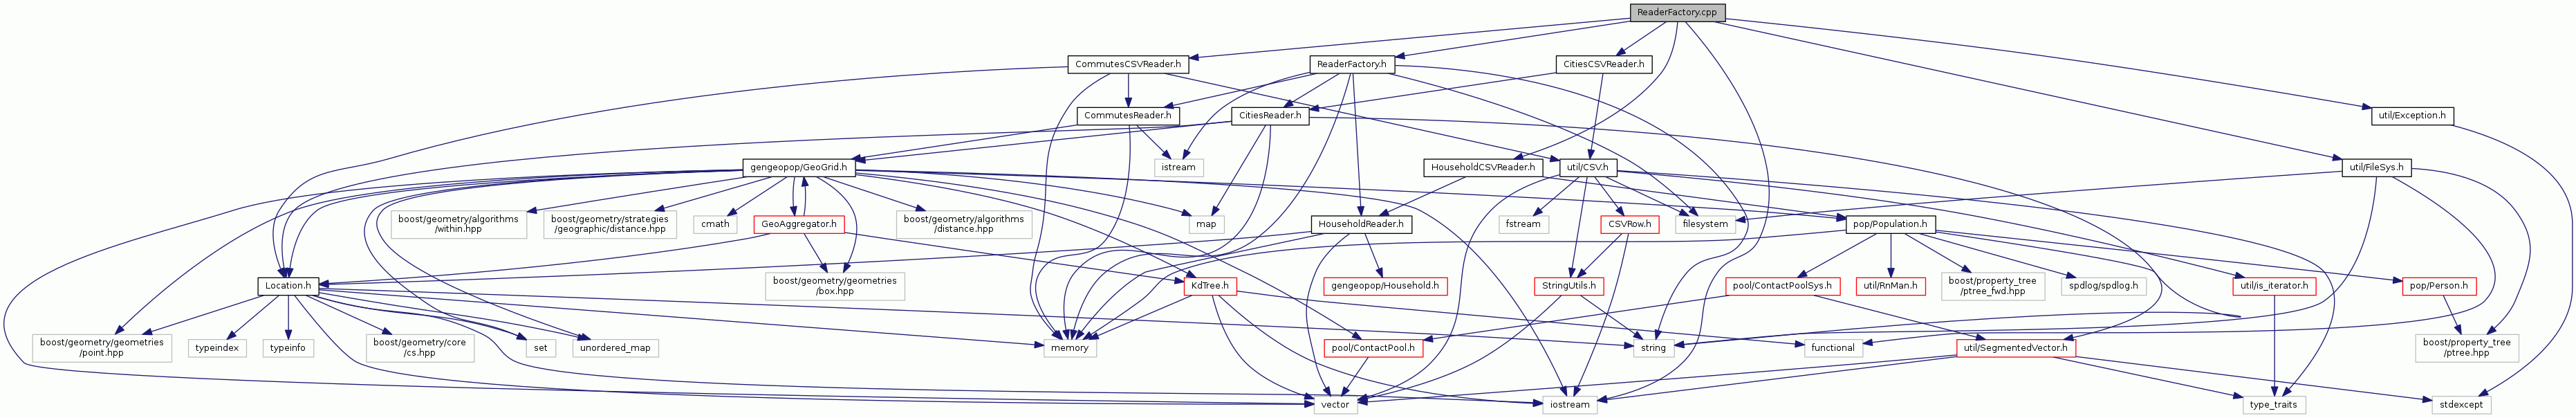 ReaderFactory.cpp
CommutesCSVReader.h
ReaderFactory.h
CitiesCSVReader.h
CommutesReader.h
CitiesReader.h
util/Exception.h
gengeopop/GeoGrid.h
istream
HouseholdCSVReader.h
util/CSV.h
util/FileSys.h
boost/geometry/algorithms
/within.hpp
boost/geometry/strategies
/geographic/distance.hpp
cmath
GeoAggregator.h
boost/geometry/algorithms
/distance.hpp
map
HouseholdReader.h
fstream
CSVRow.h
filesystem
pop/Population.h
Location.h
boost/geometry/geometries
/box.hpp
KdTree.h
gengeopop/Household.h
StringUtils.h
pool/ContactPoolSys.h
util/RnMan.h
boost/property_tree
/ptree_fwd.hpp
spdlog/spdlog.h
util/is_iterator.h
pop/Person.h
boost/geometry/geometries
/point.hpp
typeindex
typeinfo
boost/geometry/core
/cs.hpp
set
unordered_map
memory
pool/ContactPool.h
string
functional
util/SegmentedVector.h
boost/property_tree
/ptree.hpp
vector
iostream
type_traits
stdexcept